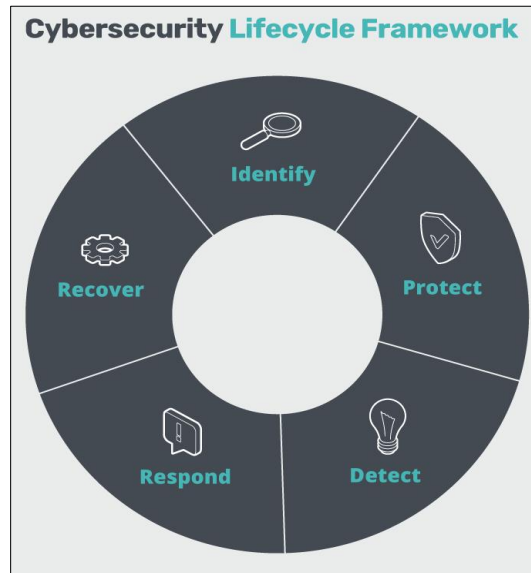 Cybersecurity Lifecycle Framework
Identify
Protect
Detect
Respond
Recover